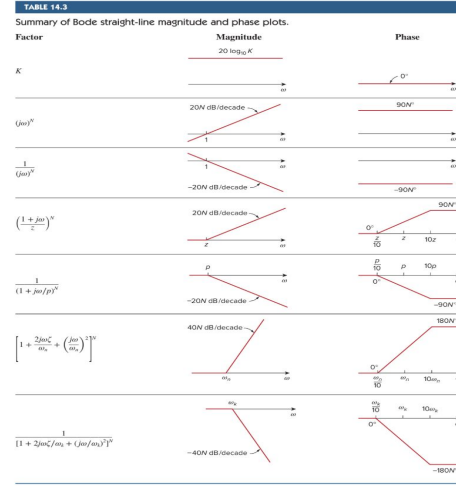 TABLE 14.3
Summary of Bode straight-line magnitude and phase plots.
Factor Magnitude Phase
20 log₁₀ K
K
0°
ω
ω
20N dB/decade
90N°
(jω)ᴺ
1
ω
ω
1
ω
ω
1/(jω)ᴺ
−20N dB/decade
−90N°
20N dB/decade
90N°
((1 + jω)/z)ᴺ
0°
z
ω
z/10 z 10z
p
ω
p/10 p 10p
0°
1/(1 + jω/p)ᴺ
−20N dB/decade
−90N°
40N dB/decade
180N°
[1 + 2jωζ/ωₙ + (jω/ωₙ)²]ᴺ
0°
ωₙ
ω
ωₙ/10 ωₙ 10ωₙ
ωₖ
ω
ωₖ/10 ωₖ 10ωₖ
0°
1/[1 + 2jωζ/ωₖ + (jω/ωₖ)²]ᴺ
−40N dB/decade
−180N°